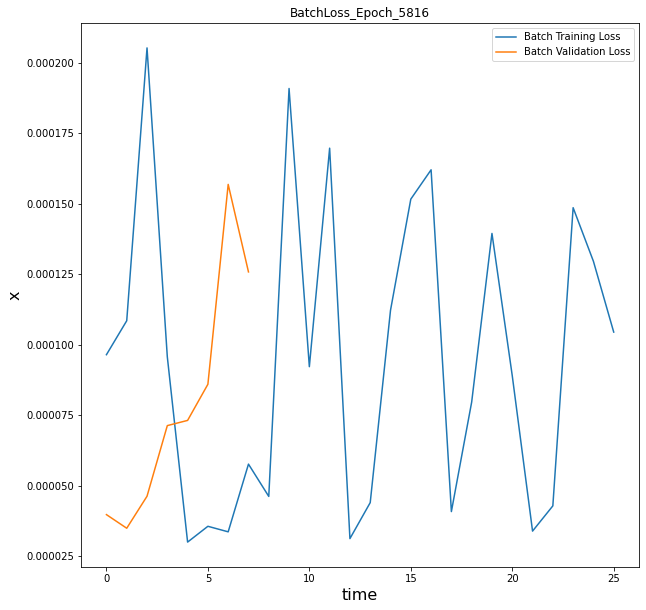 BatchLoss_Epoch_5816
Batch Training Loss
Batch Validation Loss
0.000200
0.000175
0.000150
0.000125
0.000100
0.000075
0.000050
0.000025
x
0 5 10 15 20 25
time